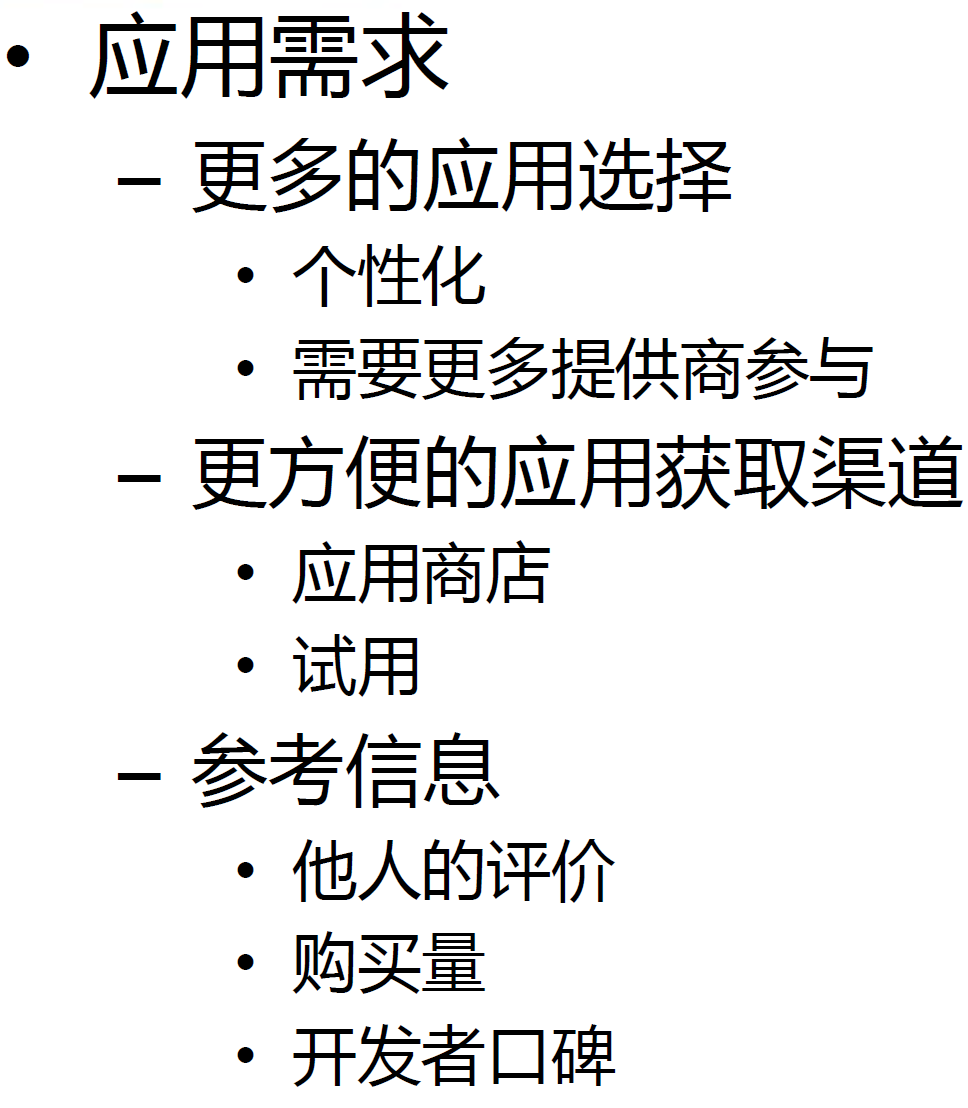 • 应用需求
– 更多的应用选择
• 个性化
• 需要更多提供商参与
– 更方便的应用获取渠道
• 应用商店
• 试用
– 参考信息
• 他人的评价
• 购买量
• 开发者口碑